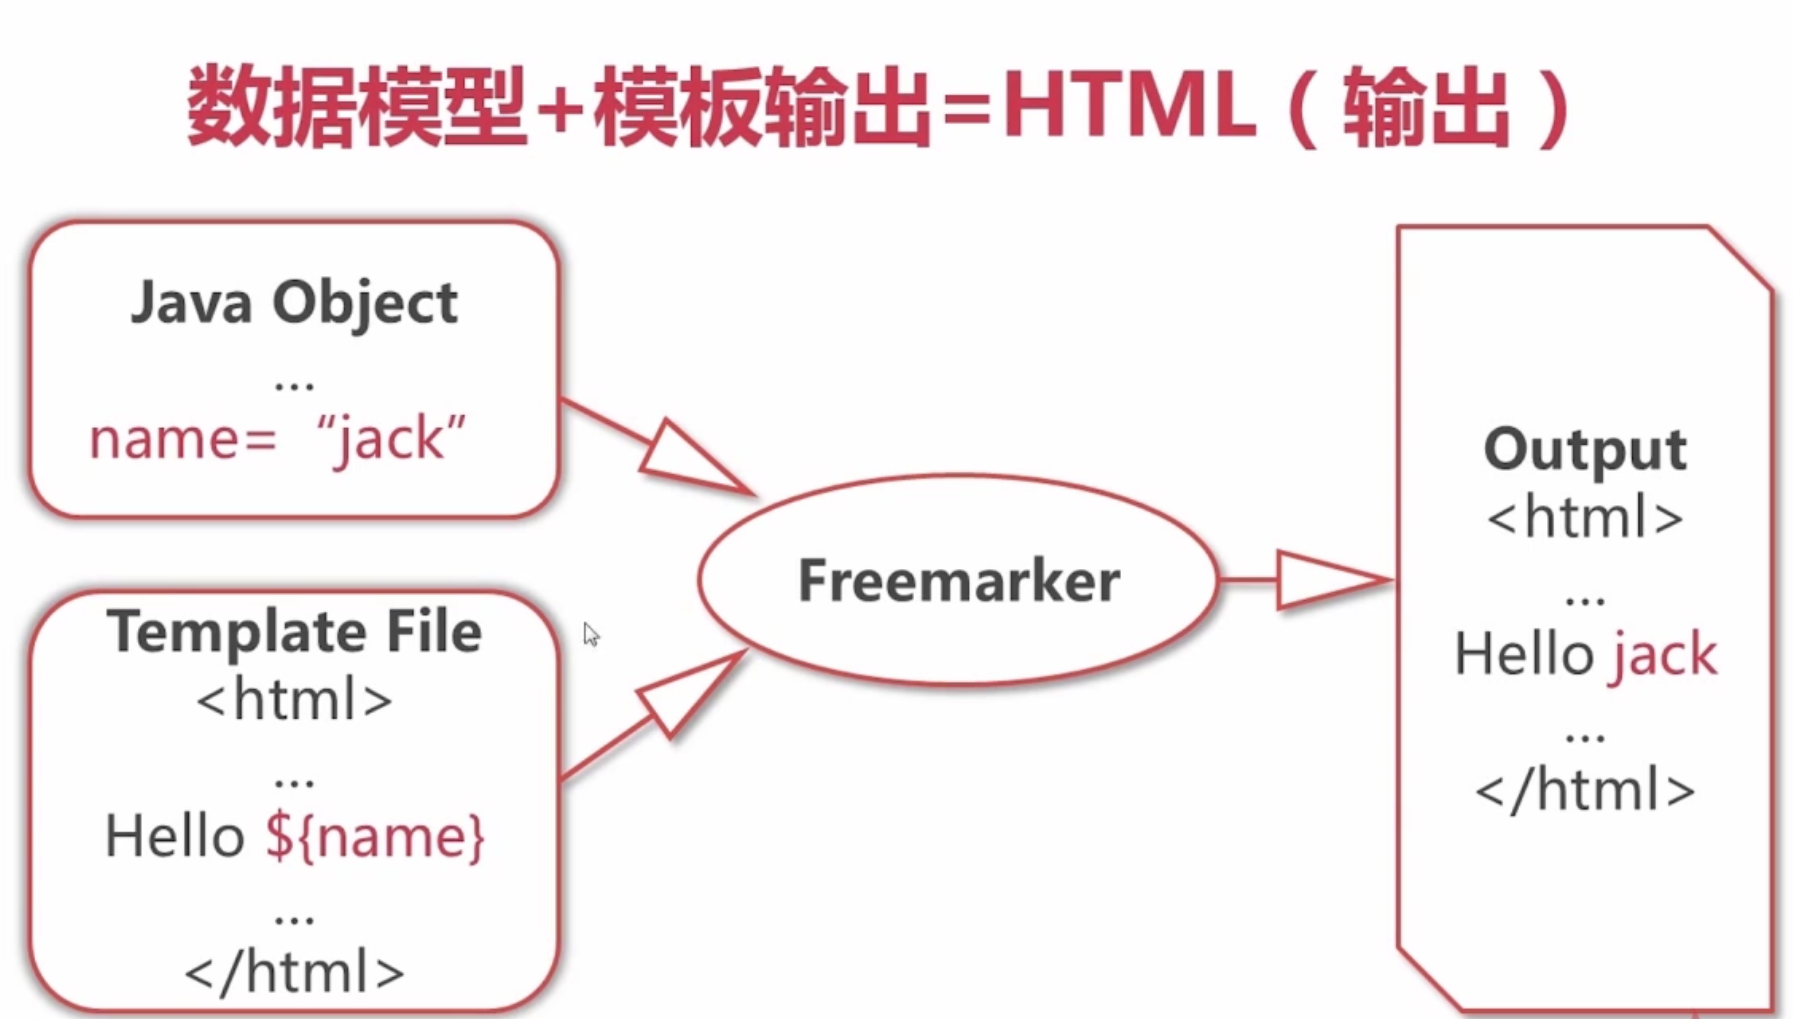 数据模型+模板输出=HTML（输出）
Java Object
...
name= “jack”
Template File
<html>
...
Hello ${name}
...
</html>
Freemarker
Output
<html>
...
Hello jack
...
</html>